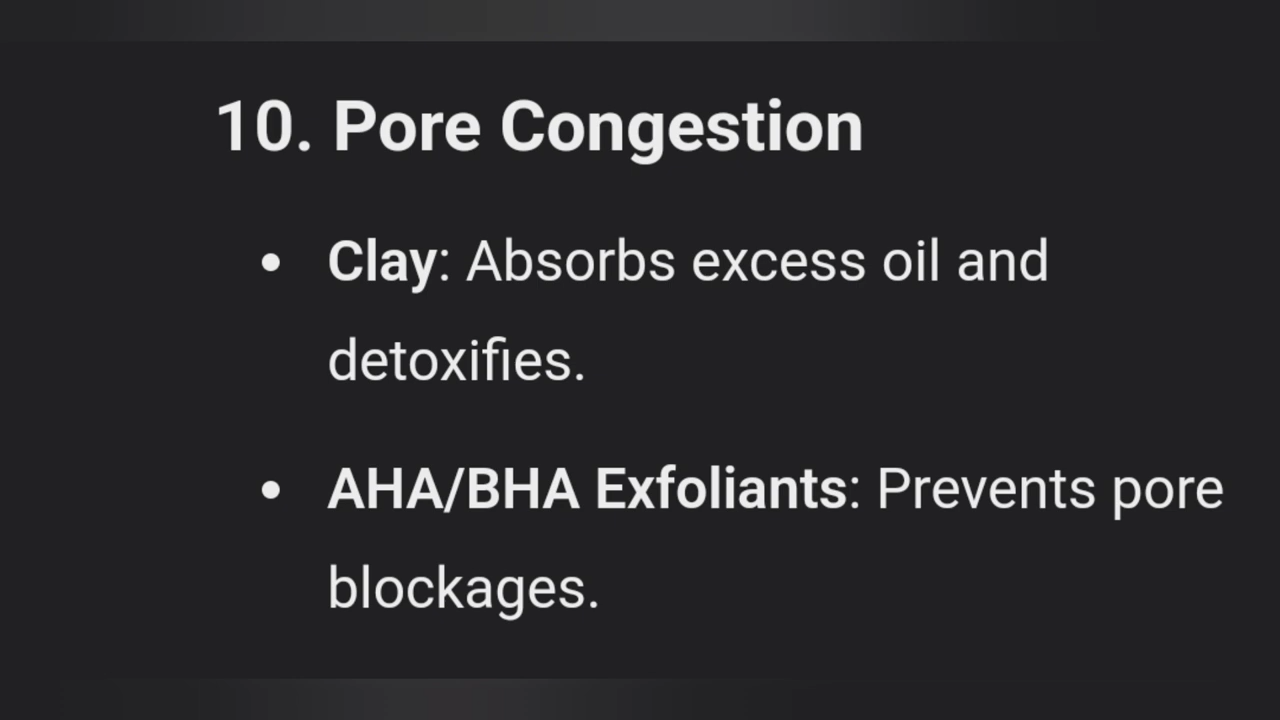 10. Pore Congestion
• Clay: Absorbs excess oil and
detoxifies.
• AHA/BHA Exfoliants: Prevents pore
blockages.